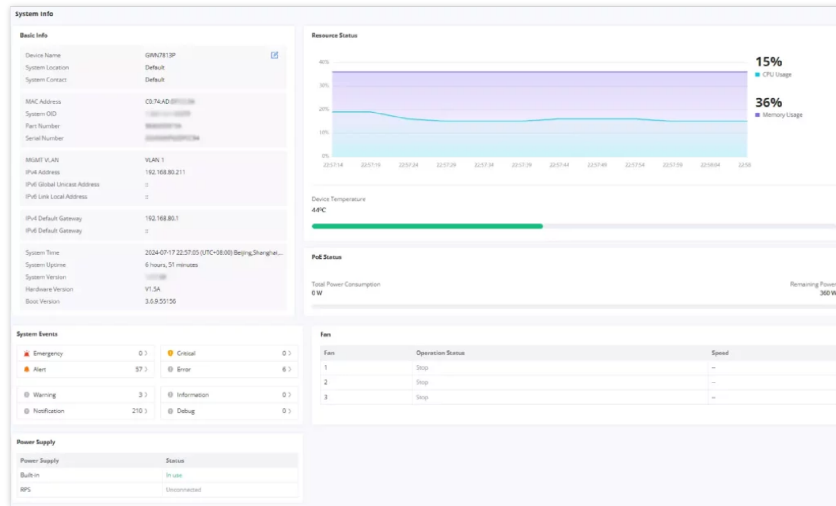 System Info
Basic Info
Device Name GWN7813P
System Location Default
System Contact Default
MAC Address C0:74:AD:
System OID
Part Number
Serial Number
MGMT VLAN VLAN 1
IPv4 Address 192.168.80.211
IPv6 Global Unicast Address ::
IPv6 Link Local Address ::
IPv4 Default Gateway 192.168.80.1
IPv6 Default Gateway ::
System Time 2024-07-17 22:57:05 (UTC+08:00) Beijing,Shanghai,...
System Uptime 6 hours, 51 minutes
System Version
Hardware Version V1.5A
Boot Version 3.6.9.55156
Resource Status
40%
30%
20%
10%
0%
22:57:14 22:57:19 22:57:24 22:57:29 22:57:34 22:57:39 22:57:44 22:57:49 22:57:54 22:57:59 22:58:04 22:58
15%
CPU Usage
36%
Memory Usage
Device Temperature
44°C
PoE Status
Total Power Consumption Remaining Power
0 W 360 W
System Events
Emergency 0
Critical 0
Alert 57
Error 6
Warning 3
Information 0
Notification 210
Debug 0
Fan
Fan Operation Status Speed
1 Stop --
2 Stop --
3 Stop --
Power Supply
Power Supply Status
Built-in In use
RPS Unconnected